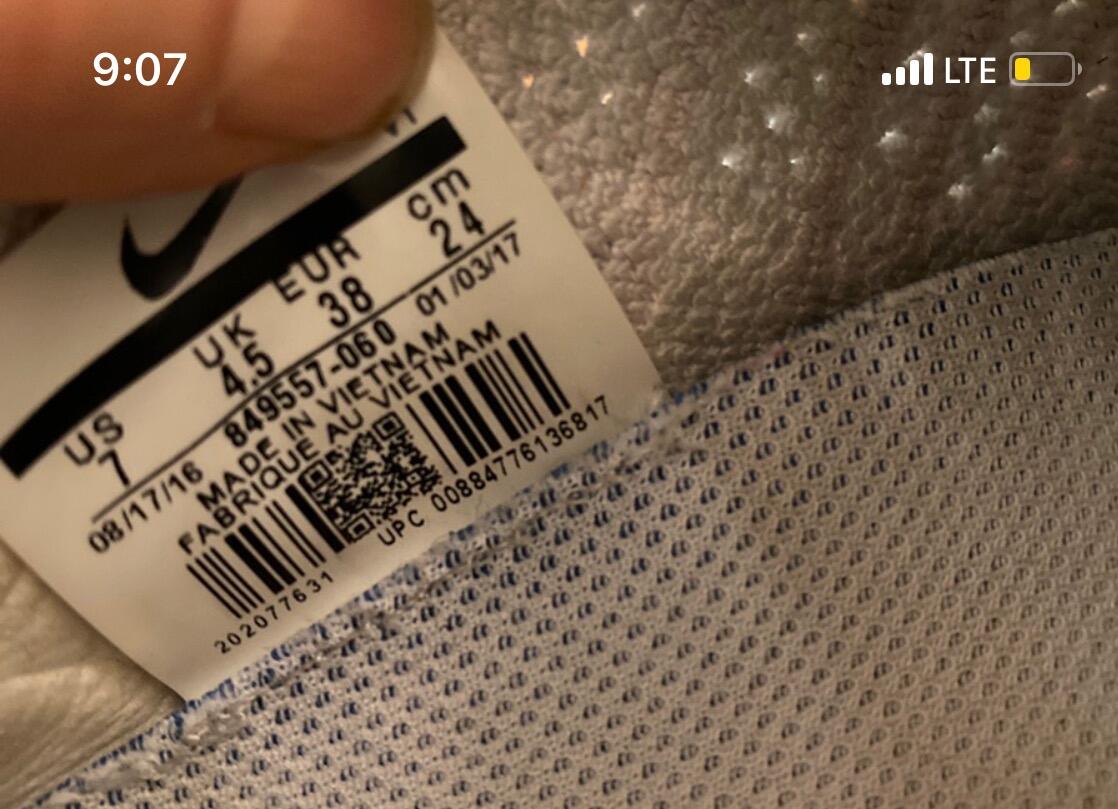 9:07 LTE
US UK EUR cm
7 4.5 38 24
08/17/16 849557-060 01/03/17
MADE IN VIETNAM
FABRIQUE AU VIETNAM
UPC 00884776136817
202077631